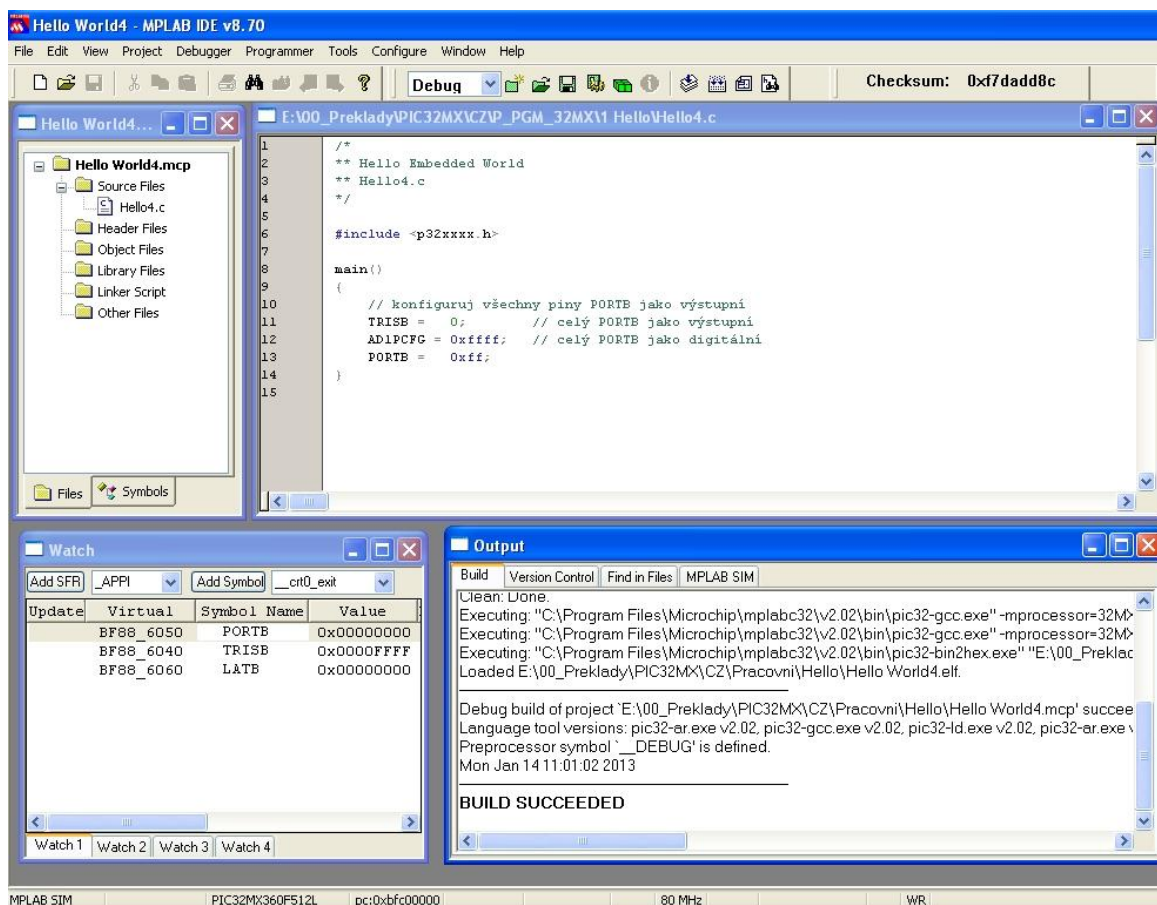 Hello World4 - MPLAB IDE v8.70
File Edit View Project Debugger Programmer Tools Configure Window Help
Debug Checksum: 0xf7dadd8c
Hello World4...
Hello World4.mcp
Source Files
Hello4.c
Header Files
Object Files
Library Files
Linker Script
Other Files
Files Symbols
E:\00_Preklady\PIC32MX\CZ\P_PGM_32MX\1 Hello\Hello4.c
1 /*
2 ** Hello Embedded World
3 ** Hello4.c
4 */
5
6 #include <p32xxxx.h>
7
8 main()
9 {
10 // konfiguruj všechny piny PORTB jako výstupní
11 TRISB = 0; // celý PORTB jako výstupní
12 AD1PCFG = 0xffff; // celý PORTB jako digitální
13 PORTB = 0xff;
14 }
15
Watch
Add SFR _APPI Add Symbol __crt0_exit
Update Virtual Symbol Name Value
BF88_6050 PORTB 0x00000000
BF88_6040 TRISB 0x0000FFFF
BF88_6060 LATB 0x00000000
Watch 1 Watch 2 Watch 3 Watch 4
Output
Build Version Control Find in Files MPLAB SIM
Clean: Done.
Executing: "C:\Program Files\Microchip\mplabc32\v2.02\bin\pic32-gcc.exe" -mprocessor=32MX
Executing: "C:\Program Files\Microchip\mplabc32\v2.02\bin\pic32-gcc.exe" -mprocessor=32MX
Executing: "C:\Program Files\Microchip\mplabc32\v2.02\bin\pic32-bin2hex.exe" "E:\00_Preklac
Loaded E:\00_Preklady\PIC32MX\CZ\Pracovni\Hello\Hello World4.elf.
Debug build of project `E:\00_Preklady\PIC32MX\CZ\Pracovni\Hello\Hello World4.mcp' succee
Language tool versions: pic32-ar.exe v2.02, pic32-gcc.exe v2.02, pic32-ld.exe v2.02, pic32-ar.exe v
Preprocessor symbol `__DEBUG' is defined.
Mon Jan 14 11:01:02 2013
BUILD SUCCEEDED
MPLAB SIM PIC32MX360F512L pc:0xbfc00000 80 MHz WR